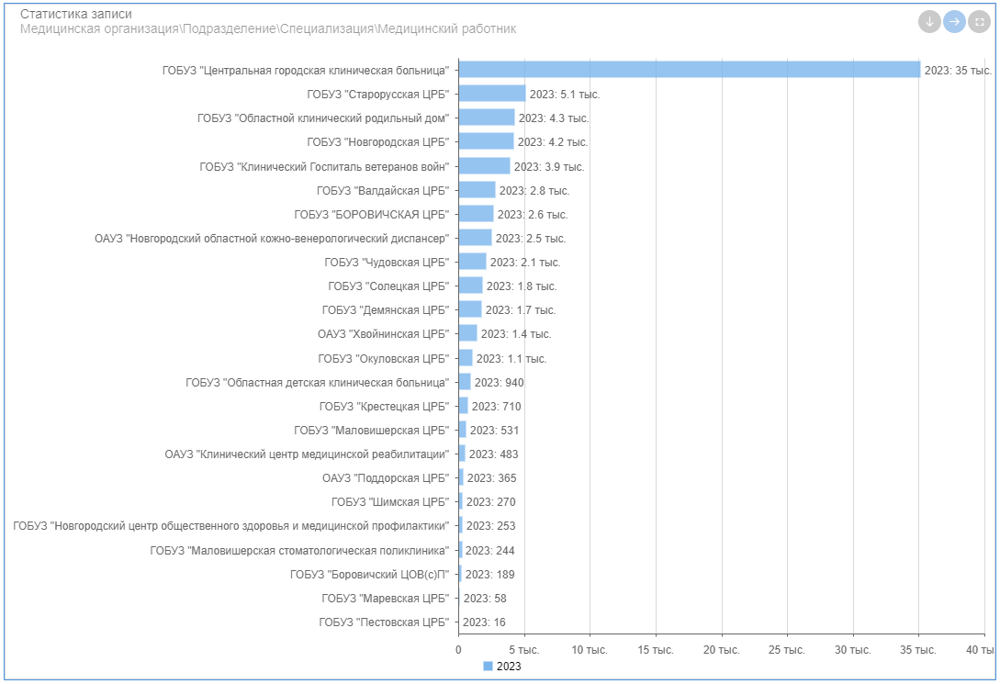 Статистика записи
Медицинская организация\Подразделение\Специализация\Медицинский работник
ГОБУЗ "Центральная городская клиническая больница" 2023: 35 тыс.
ГОБУЗ "Старорусская ЦРБ" 2023: 5.1 тыс.
ГОБУЗ "Областной клинический родильный дом" 2023: 4.3 тыс.
ГОБУЗ "Новгородская ЦРБ" 2023: 4.2 тыс.
ГОБУЗ "Клинический Госпиталь ветеранов войн" 2023: 3.9 тыс.
ГОБУЗ "Валдайская ЦРБ" 2023: 2.8 тыс.
ГОБУЗ "БОРОВИЧСКАЯ ЦРБ" 2023: 2.6 тыс.
ОАУЗ "Новгородский областной кожно-венерологический диспансер" 2023: 2.5 тыс.
ГОБУЗ "Чудовская ЦРБ" 2023: 2.1 тыс.
ГОБУЗ "Солецкая ЦРБ" 2023: 1.8 тыс.
ГОБУЗ "Демянская ЦРБ" 2023: 1.7 тыс.
ОАУЗ "Хвойнинская ЦРБ" 2023: 1.4 тыс.
ГОБУЗ "Окуловская ЦРБ" 2023: 1.1 тыс.
ГОБУЗ "Областная детская клиническая больница" 2023: 940
ГОБУЗ "Крестецкая ЦРБ" 2023: 710
ГОБУЗ "Маловишерская ЦРБ" 2023: 531
ОАУЗ "Клинический центр медицинской реабилитации" 2023: 483
ОАУЗ "Поддорская ЦРБ" 2023: 365
ГОБУЗ "Шимская ЦРБ" 2023: 270
ГОБУЗ "Новгородский центр общественного здоровья и медицинской профилактики" 2023: 253
ГОБУЗ "Маловишерская стоматологическая поликлиника" 2023: 244
ГОБУЗ "Боровичский ЦОВ(с)П" 2023: 189
ГОБУЗ "Маревская ЦРБ" 2023: 58
ГОБУЗ "Пестовская ЦРБ" 2023: 16
0 5 тыс. 10 тыс. 15 тыс. 20 тыс. 25 тыс. 30 тыс. 35 тыс. 40 ты
2023